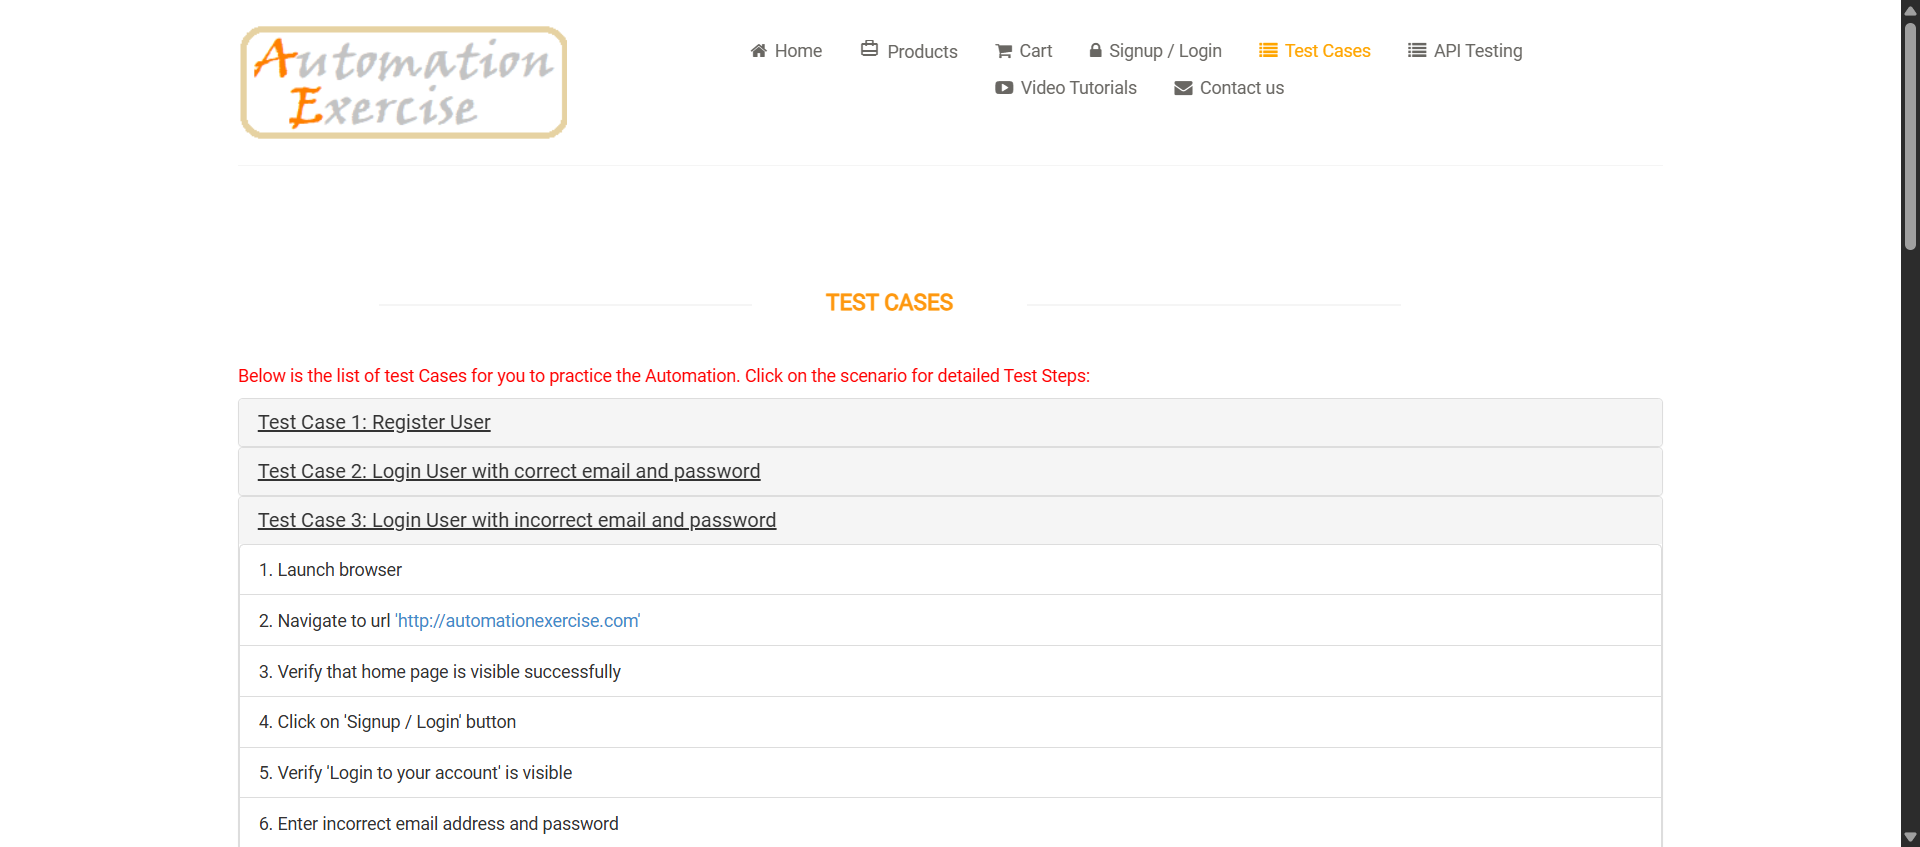 Automation
Exercise
Home Products Cart Signup / Login Test Cases API Testing
Video Tutorials Contact us
TEST CASES
Below is the list of test Cases for you to practice the Automation. Click on the scenario for detailed Test Steps:
Test Case 1: Register User
Test Case 2: Login User with correct email and password
Test Case 3: Login User with incorrect email and password
1. Launch browser
2. Navigate to url 'http://automationexercise.com'
3. Verify that home page is visible successfully
4. Click on 'Signup / Login' button
5. Verify 'Login to your account' is visible
6. Enter incorrect email address and password